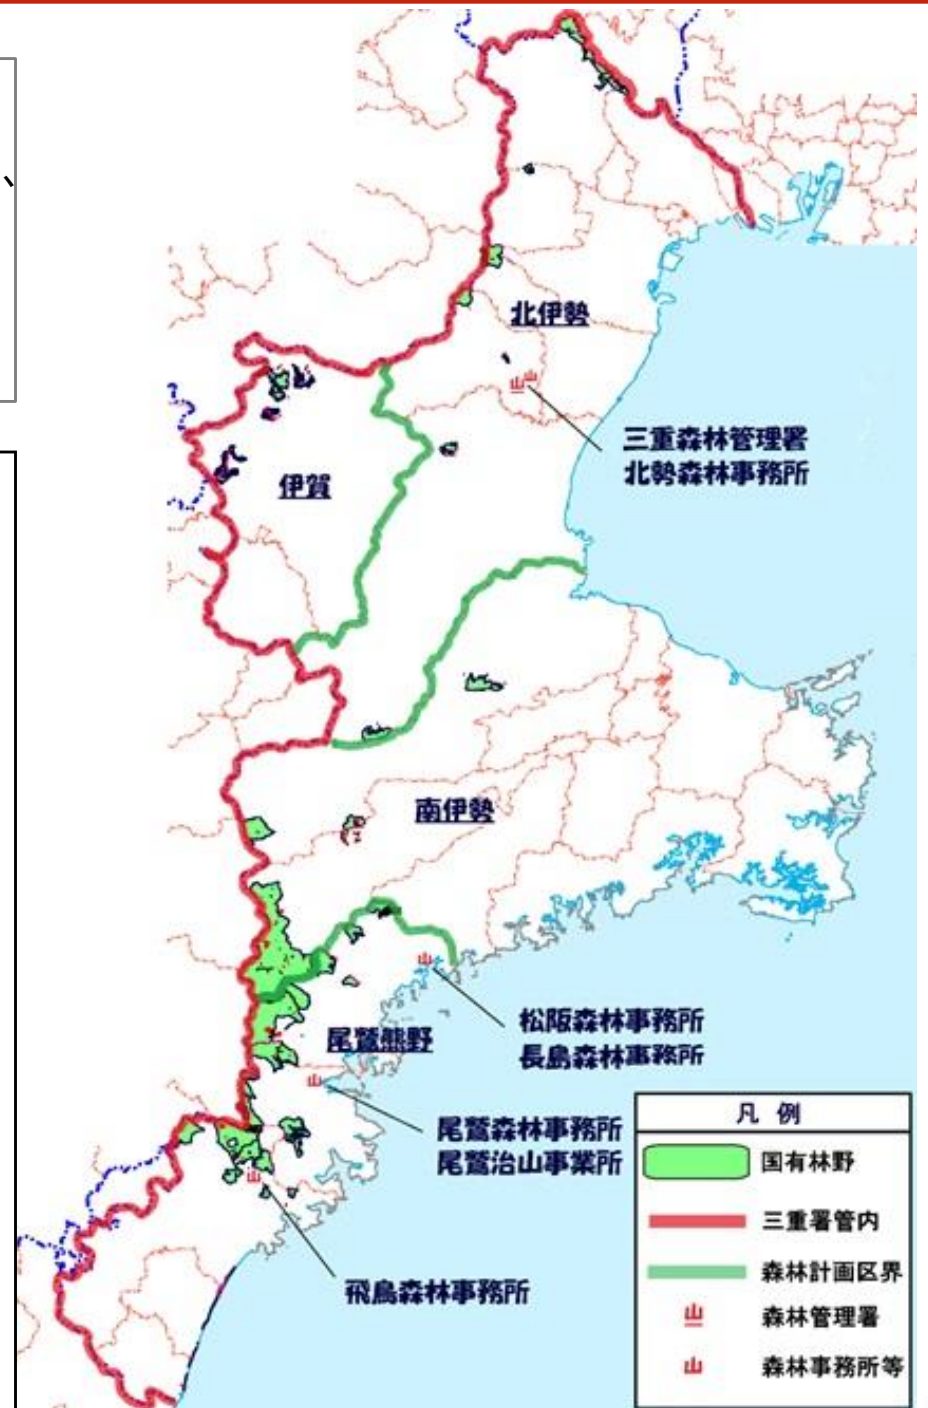 、
北伊勢
三重森林管理署
北勢森林事務所
伊賀
南伊勢
松阪森林事務所
長島森林事務所
尾鷲熊野
尾鷲森林事務所
尾鷲治山事業所
飛鳥森林事務所
凡例
国有林野
三重署管内
森林計画区界
森林管理署
森林事務所等